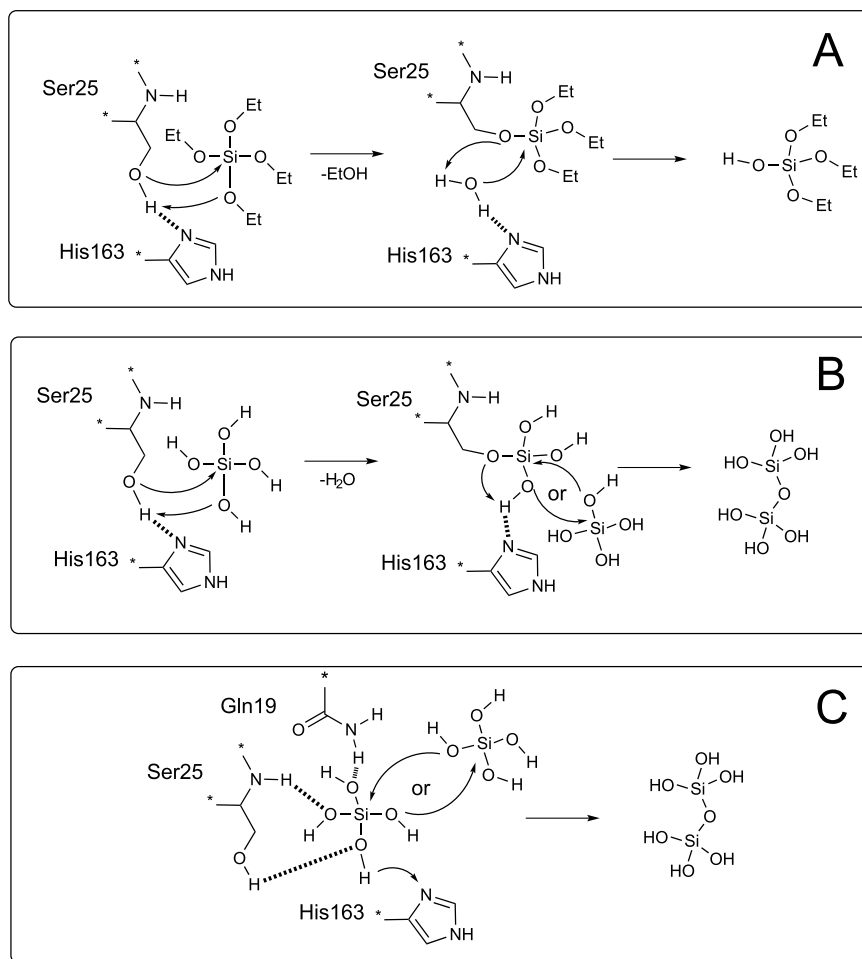 A
Ser25
*
*
N
H
O
H
Et
O
Et
O
Si
O
Et
O
Et
His163
*
N
NH
-EtOH
Ser25
*
*
N
H
O
Si
O
Et
O
Et
O
Et
H
O
H
His163
*
N
NH
H
O
Si
O
Et
O
Et
O
Et
B
Ser25
*
*
N
H
O
H
H
O
H
O
Si
O
H
O
H
His163
*
N
NH
-H2O
Ser25
*
*
N
H
O
Si
O
H
O
H
O
H
or
O
H
Si
HO
OH
OH
His163
*
N
NH
OH
HO
Si
OH
O
HO
Si
OH
HO
OH
C
Gln19
*
O
N
H
H
Ser25
*
*
N
H
O
H
H
O
H
O
Si
O
H
O
H
or
H
O
H
O
Si
O
H
O
H
His163
*
N
NH
OH
HO
Si
OH
O
HO
Si
OH
HO
OH